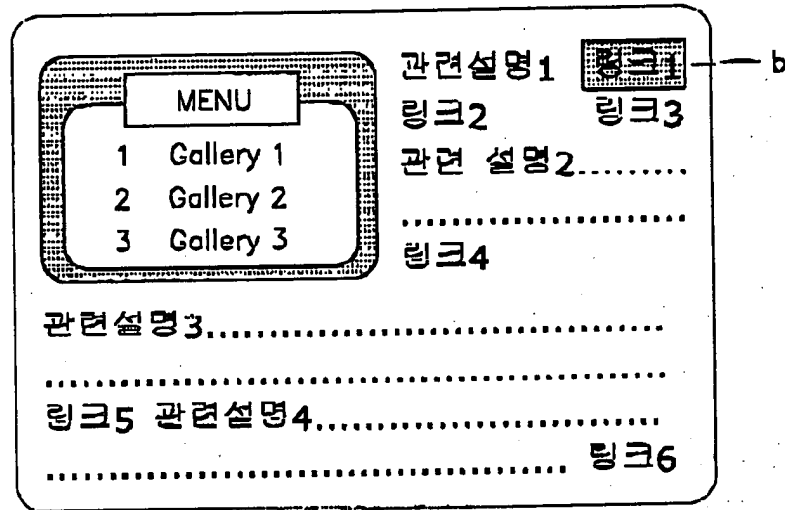 MENU
1 Gallery 1
2 Gallery 2
3 Gallery 3
관련설명1 링크1
b
링크2 링크3
관련 설명2.........
........................
링크4
관련설명3.....................................
....................................................
링크5 관련설명4............................
............................................ 링크6